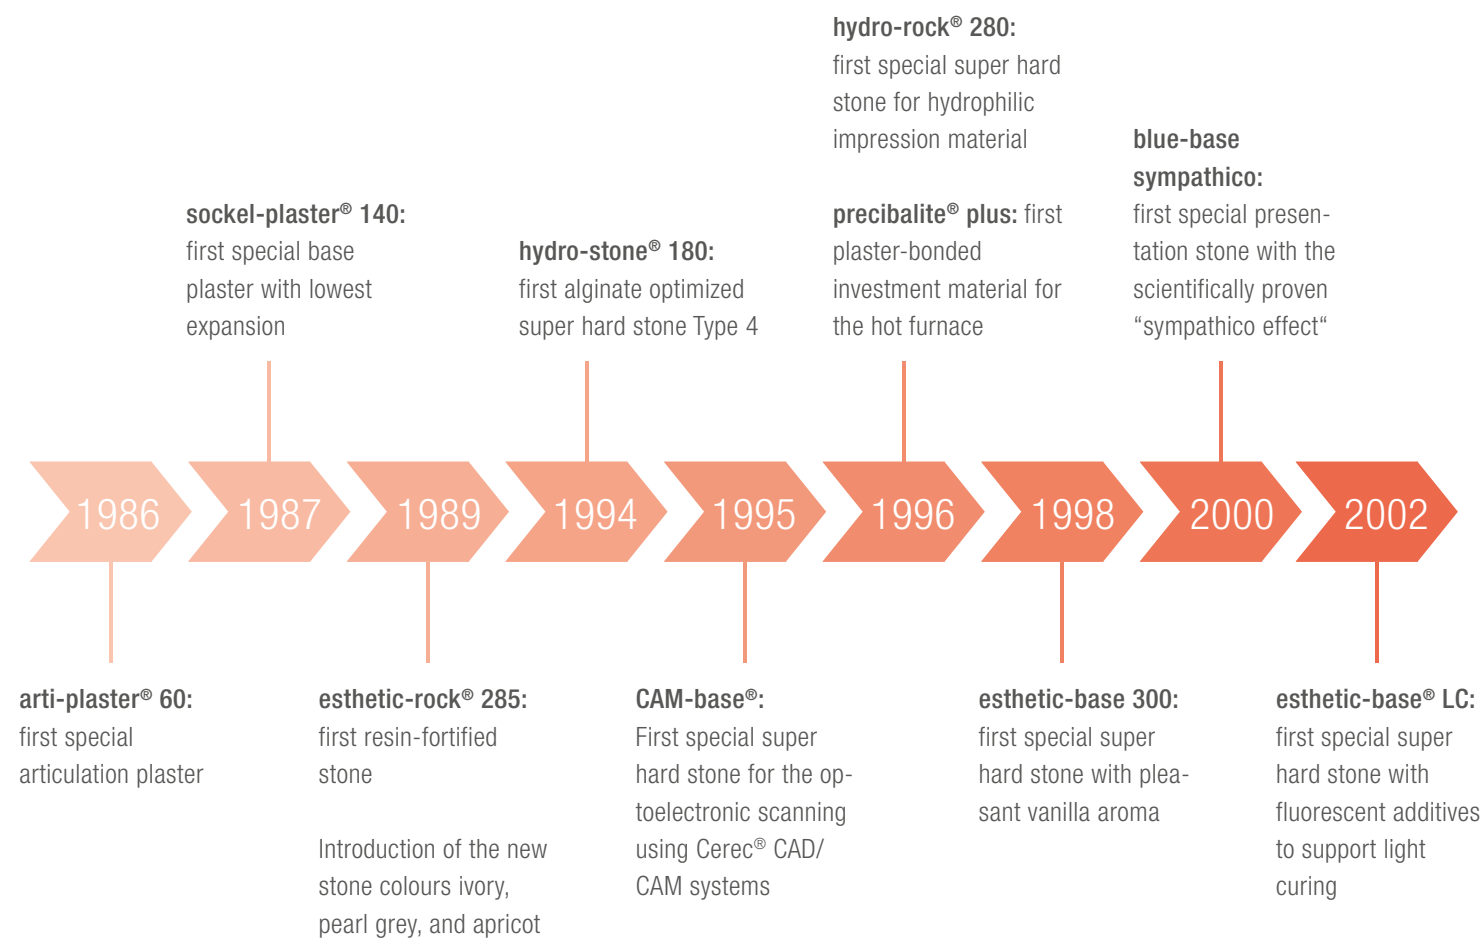 hydro-rock® 280:
first special super hard
stone for hydrophilic
impression material
precibalite® plus: first
plaster-bonded
investment material for
the hot furnace
blue-base
sympathico:
first special presen-
tation stone with the
scientifically proven
“sympathico effect“
sockel-plaster® 140:
first special base
plaster with lowest
expansion
hydro-stone® 180:
first alginate optimized
super hard stone Type 4
1986
1987
1989
1994
1995
1996
1998
2000
2002
arti-plaster® 60:
first special
articulation plaster
esthetic-rock® 285:
first resin-fortified
stone
Introduction of the new
stone colours ivory,
pearl grey, and apricot
CAM-base®:
First special super
hard stone for the op-
toelectronic scanning
using Cerec® CAD/
CAM systems
esthetic-base 300:
first special super
hard stone with plea-
sant vanilla aroma
esthetic-base® LC:
first special super
hard stone with
fluorescent additives
to support light
curing